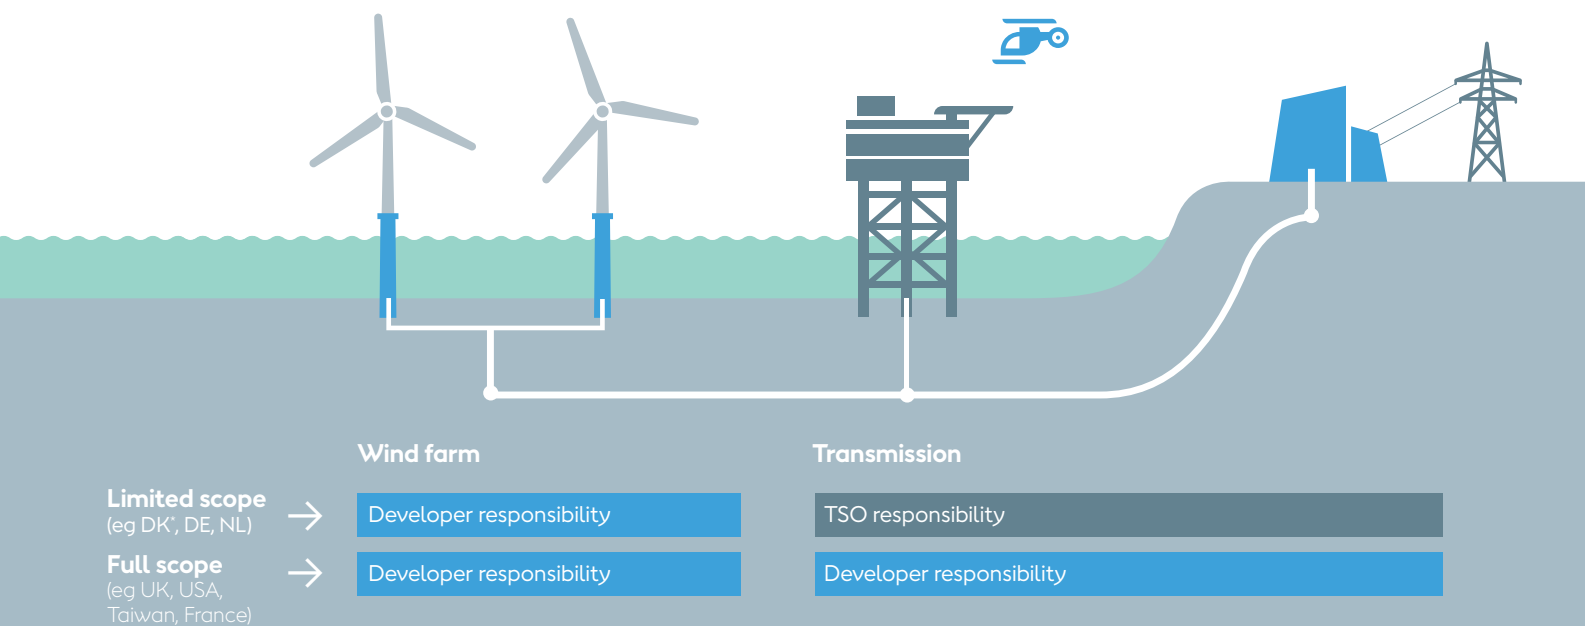 Wind farm
Transmission
Limited scope
(eg DK*, DE, NL)
Developer responsibility
TSO responsibility
Full scope
(eg UK, USA,
Taiwan, France)
Developer responsibility
Developer responsibility